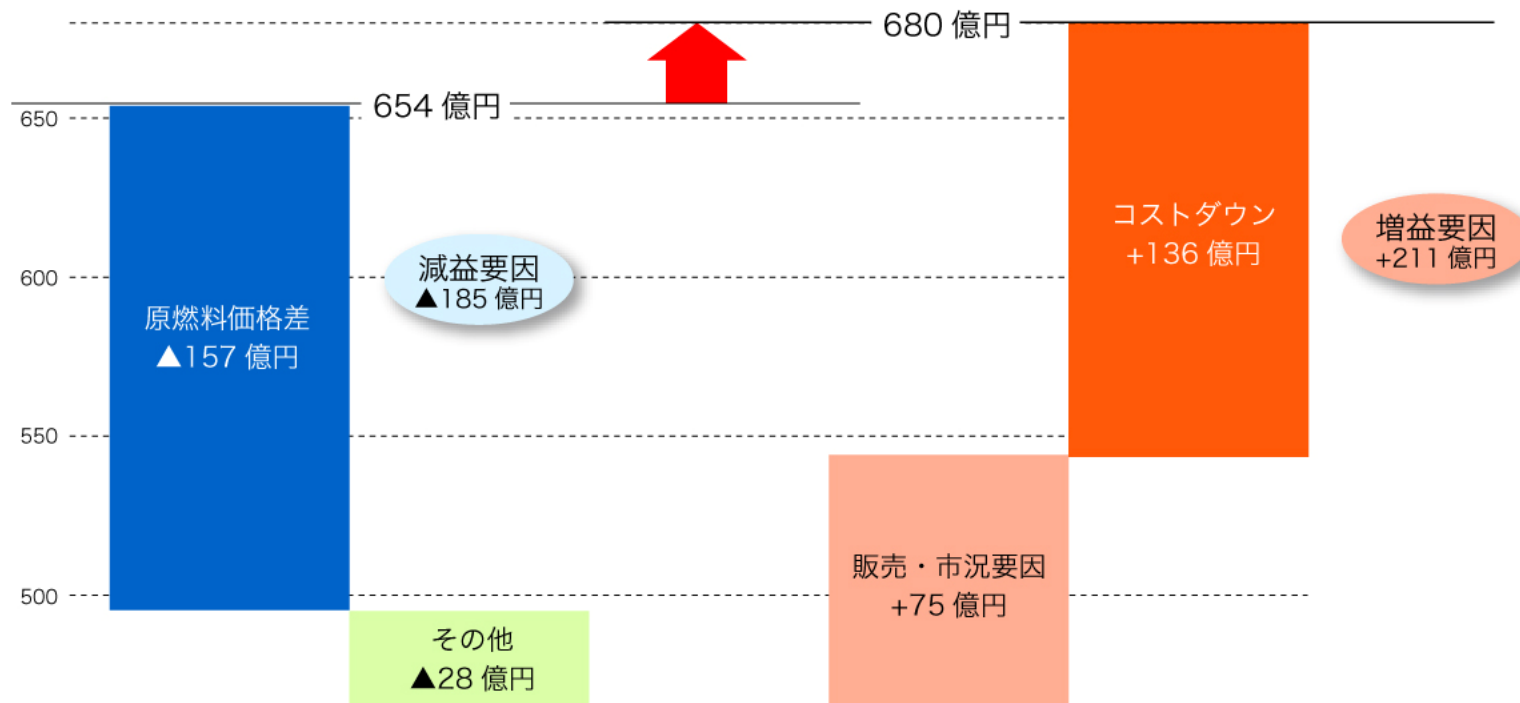 680 億円
654 億円
650
600
550
500
原燃料価格差
▲157 億円
減益要因
▲185 億円
その他
▲28 億円
販売・市況要因
+75 億円
コストダウン
+136 億円
増益要因
+211 億円